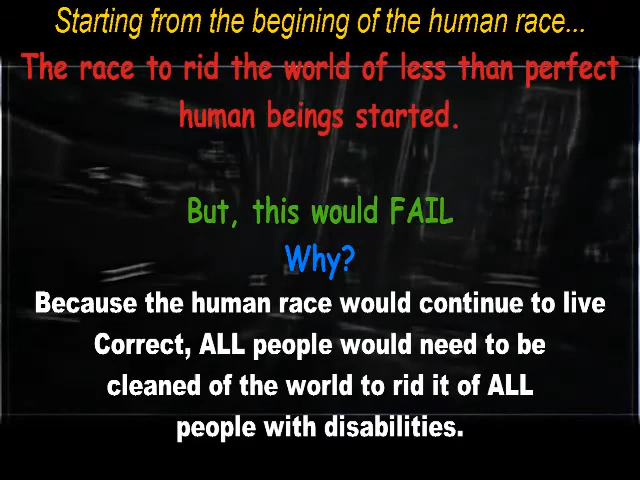 Starting from the begining of the human race...
The race to rid the world of less than perfect
human beings started.
But, this would FAIL
Why?
Because the human race would continue to live
Correct, ALL people would need to be
cleaned of the world to rid it of ALL
people with disabilities.